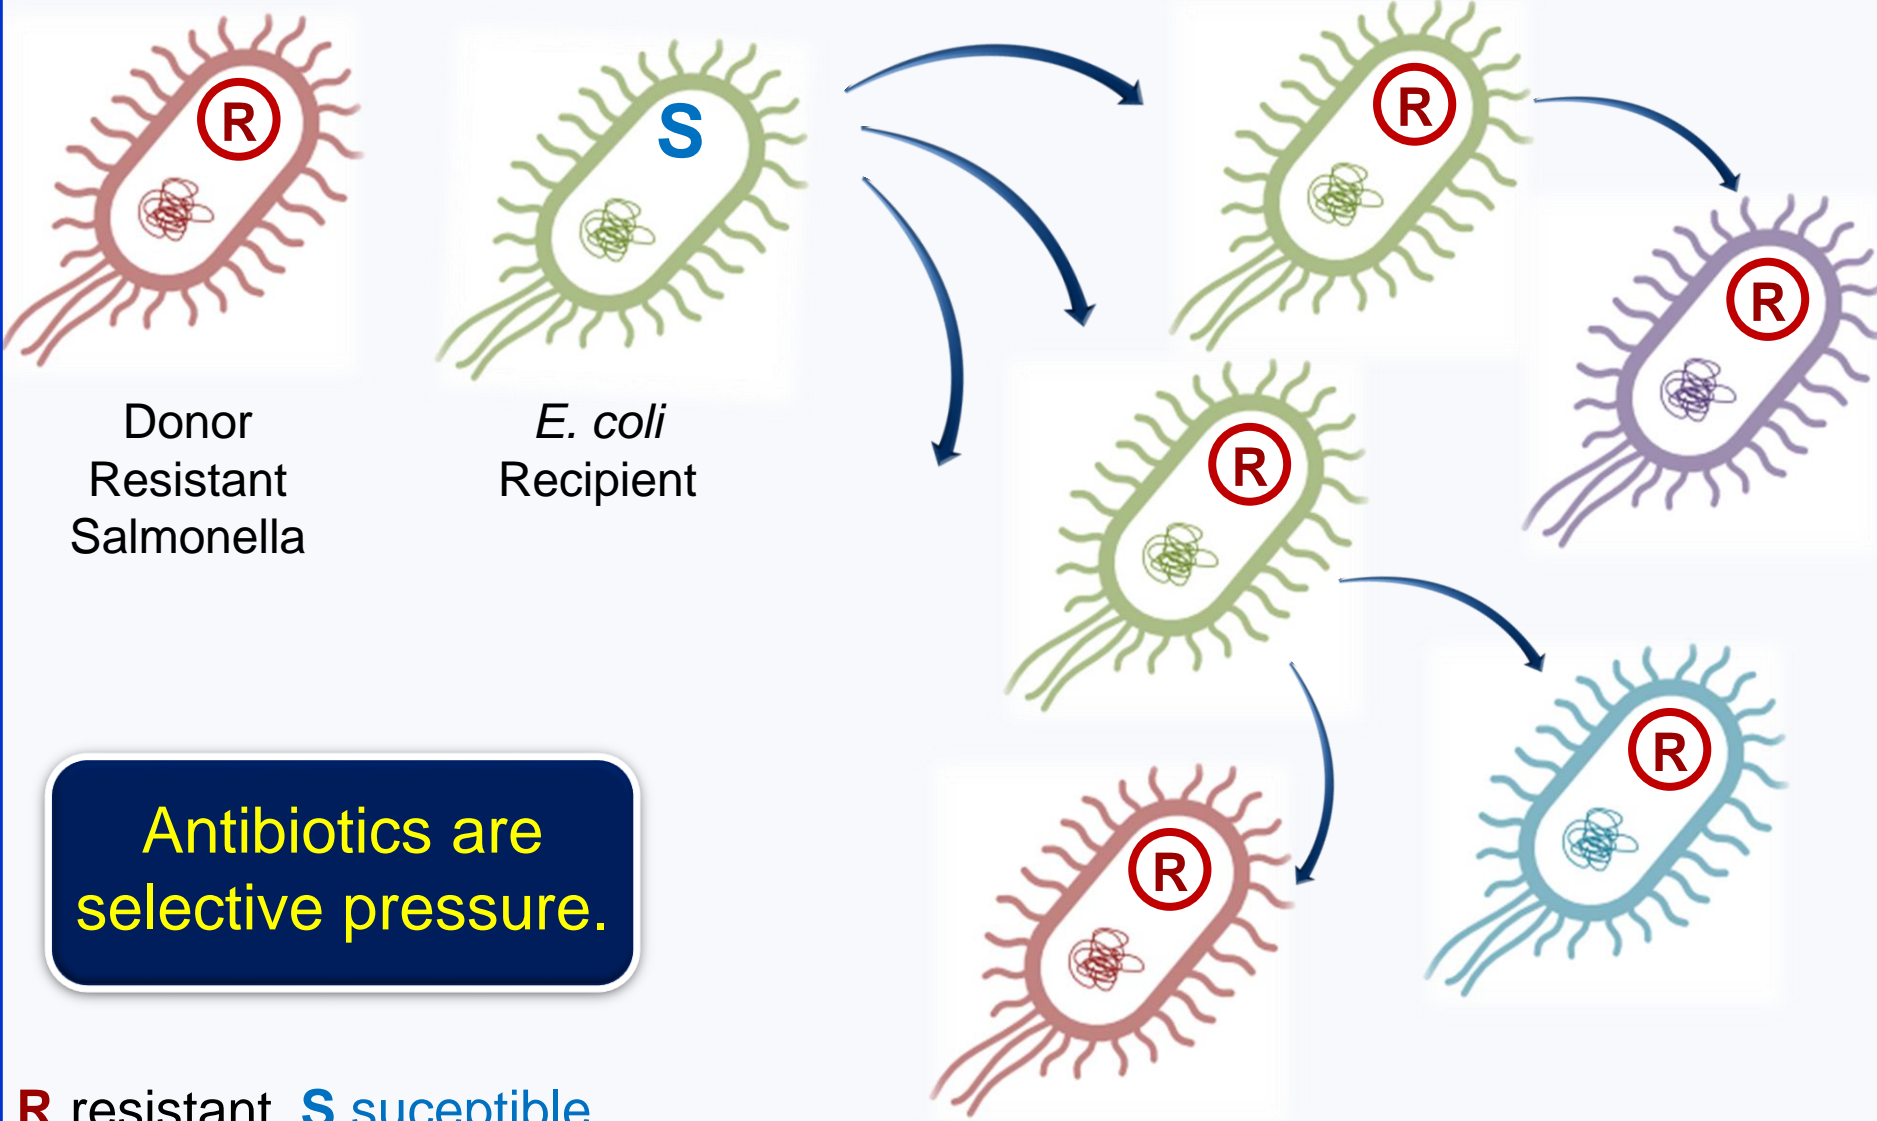 R
S
R
R
Donor
Resistant
Salmonella
E. coli
Recipient
R
R
R
Antibiotics are
selective pressure.
R resistant S suceptible